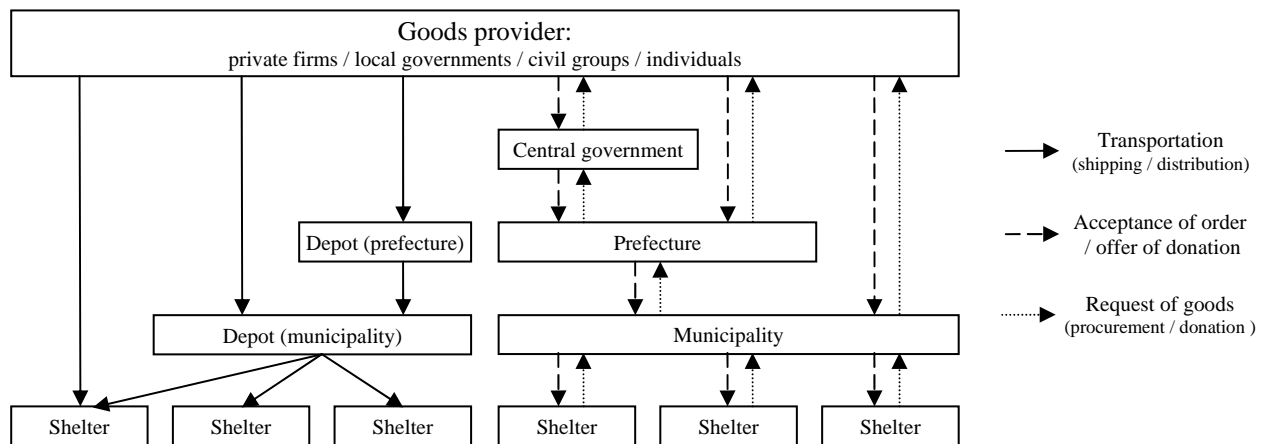 Goods provider:
private firms / local governments / civil groups / individuals
Central government
Transportation
(shipping / distribution)
Depot (prefecture)
Prefecture
Acceptance of order
/ offer of donation
Depot (municipality)
Municipality
Request of goods
(procurement / donation )
Shelter
Shelter
Shelter
Shelter
Shelter
Shelter